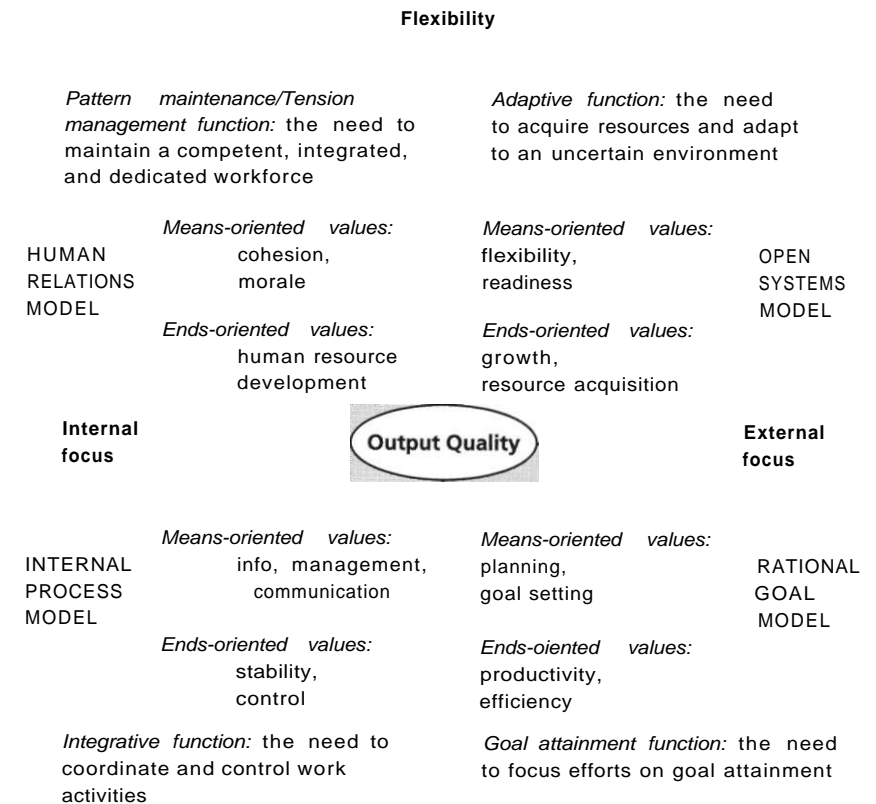 Flexibility
Pattern maintenance/Tension
management function: the need to
maintain a competent, integrated,
and dedicated workforce
Adaptive function: the need
to acquire resources and adapt
to an uncertain environment
HUMAN
RELATIONS
MODEL
Means-oriented values:
cohesion,
morale
Ends-oriented values:
human resource
development
Means-oriented values:
flexibility,
readiness
Ends-oriented values:
growth,
resource acquisition
OPEN
SYSTEMS
MODEL
Internal
focus
Output Quality
External
focus
INTERNAL
PROCESS
MODEL
Means-oriented values:
info, management,
communication
Ends-oriented values:
stability,
control
Means-oriented values:
planning,
goal setting
Ends-oiented values:
productivity,
efficiency
RATIONAL
GOAL
MODEL
Integrative function: the need to
coordinate and control work
activities
Goal attainment function: the need
to focus efforts on goal attainment